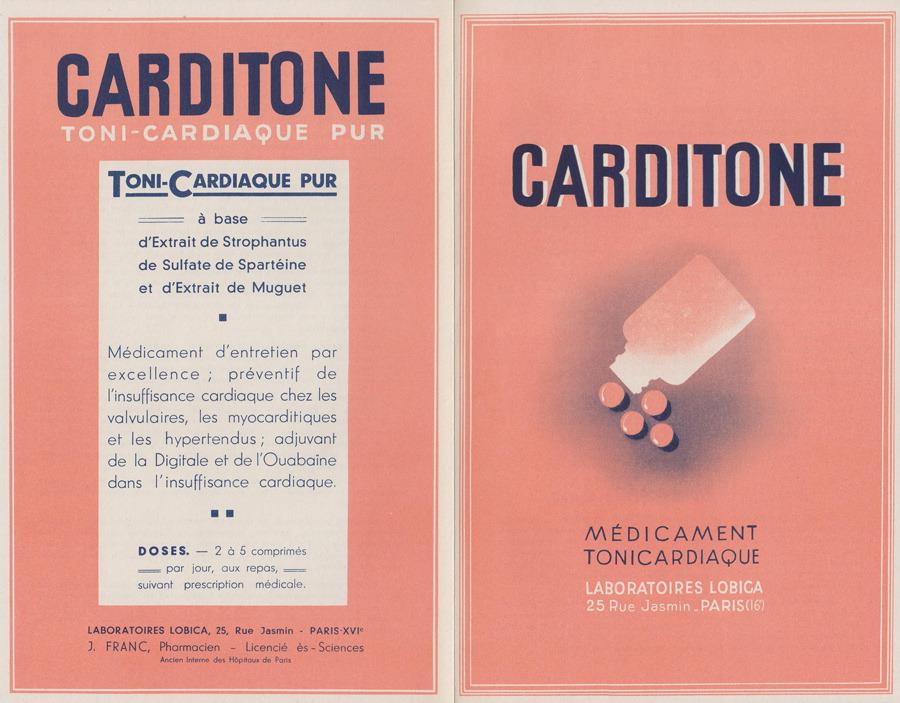 CARDITONE
TONI-CARDIAQUE PUR
TONI-CARDIAQUE PUR
à base
d'Extrait de Strophantus
de Sulfate de Spartéine
et d'Extrait de Muguet
Médicament d'entretien par
excellence ; préventif de
l'insuffisance cardiaque chez les
valvulaires, les myocarditiques
et les hypertendus ; adjuvant
de la Digitale et de l'Ouabaïne
dans l'insuffisance cardiaque.
DOSES. — 2 à 5 comprimés
par jour, aux repas,
suivant prescription médicale.
LABORATOIRES LOBICA, 25, Rue Jasmin - PARIS-XVIe
J. FRANC, Pharmacien - Licencié ès-Sciences
Ancien Interne des Hôpitaux de Paris
CARDITONE
MÉDICAMENT
TONICARDIAQUE
LABORATOIRES LOBICA
25 Rue Jasmin - PARIS (16e)